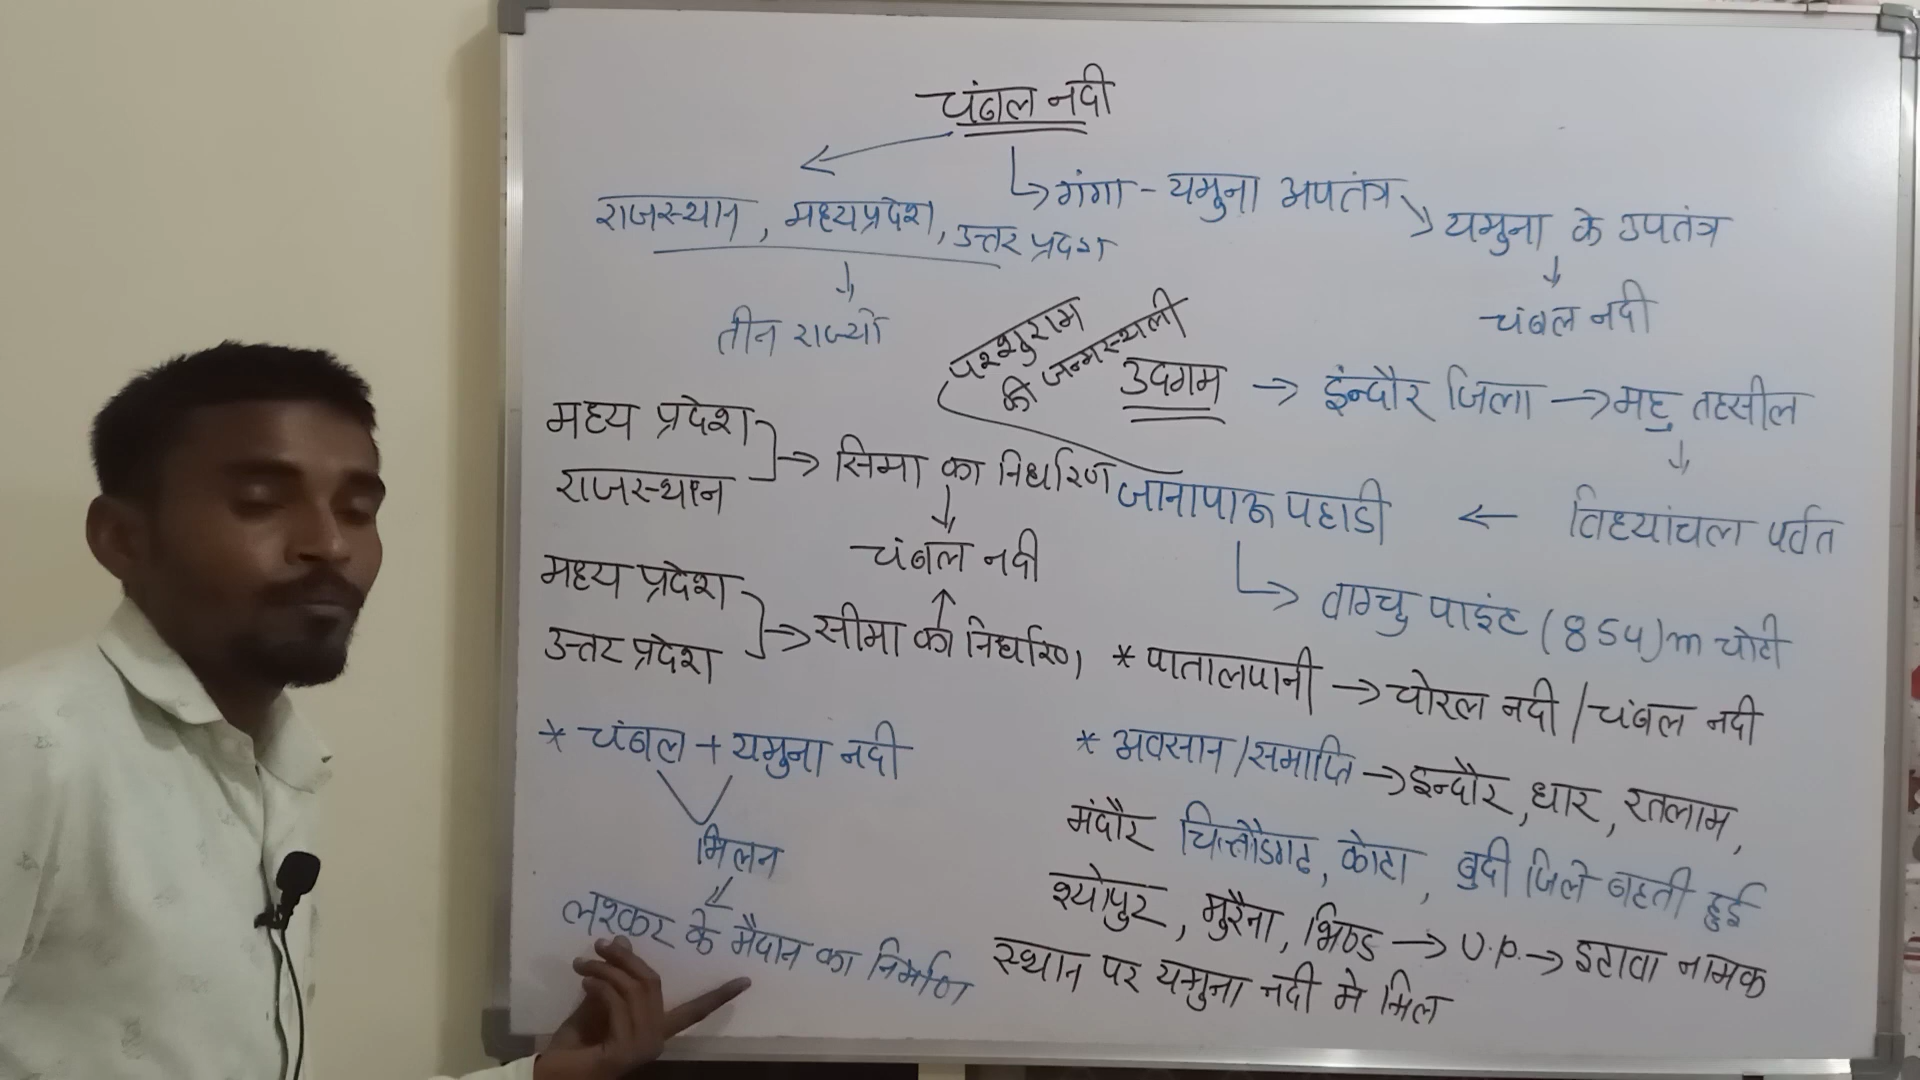 चंबल नदी
गंगा - यमुना अपतंत्र → यमुना के उपतंत्र
राजस्थान, मध्यप्रदेश, उत्तर प्रदेश
तीन राज्यों
चंबल नदी
परशुराम
की जन्मस्थली
उदगम → इंन्दौर जिला → महु तहसील
मध्य प्रदेश
राजस्थान
→ सिमा का निर्धारण
जानापाऊ पहाडी ← विध्यांचल पर्वत
चंबल नदी
मध्य प्रदेश
उत्तर प्रदेश
→ सीमा का निर्धारण
→ वाग्चु पाइंट (854)m चोटी
* पातालपानी → चोरल नदी / चंबल नदी
* चंबल + यमुना नदी
मिलन
लश्कर के मैदान का निर्माण
* अवसान / समाप्ति → इन्दौर, धार, रतलाम,
मंदौर चित्तौडगढ, कोटा, बुदी जिले बहती हुई
श्योपुर, मुरैना, भिण्ड → U.P. → इटावा नामक
स्थान पर यमुना नदी मे मिल